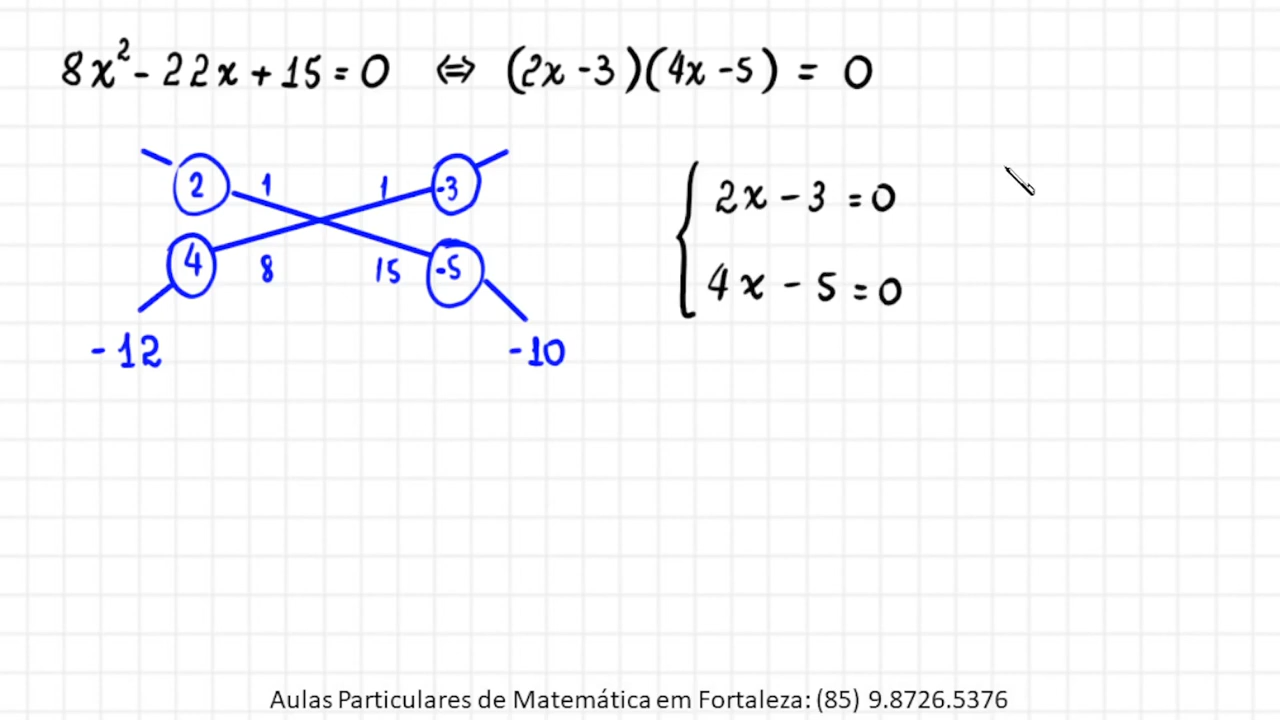 8x² - 22x + 15 = 0 ⇔ (2x - 3)(4x - 5) = 0
2 1 1 -3
4 8 15 -5
-12 -10
2x - 3 = 0
4x - 5 = 0
Aulas Particulares de Matemática em Fortaleza: (85) 9.8726.5376